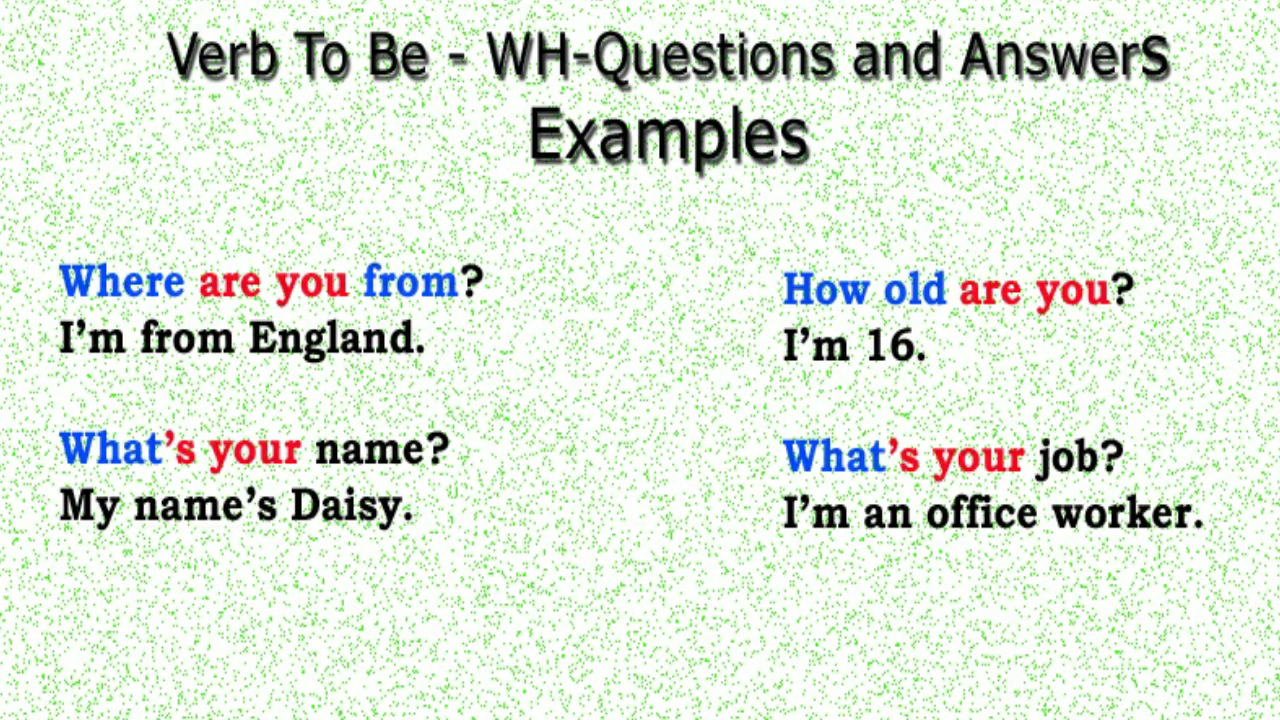 Verb To Be - WH-Questions and Answers
Examples
Where are you from?
I’m from England.
What’s your name?
My name’s Daisy.
How old are you?
I’m 16.
What’s your job?
I’m an office worker.